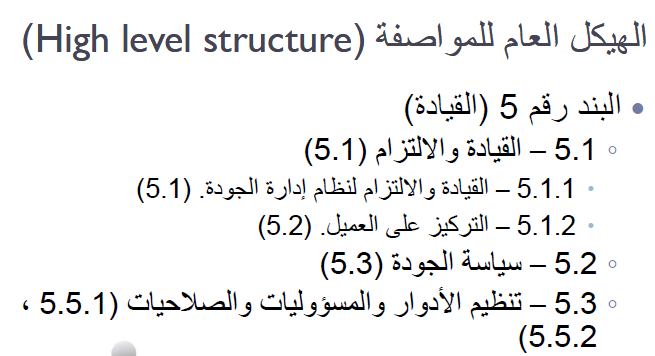 الهيكل العام للمواصفة (High level structure)
• البند رقم 5 (القيادة)
◦ 5.1 – القيادة والالتزام (5.1)
• 5.1.1 – القيادة والالتزام لنظام إدارة الجودة. (5.1)
• 5.1.2 – التركيز على العميل. (5.2)
◦ 5.2 – سياسة الجودة (5.3)
◦ 5.3 – تنظيم الأدوار والمسؤوليات والصلاحيات (5.5.1 ،
5.5.2)